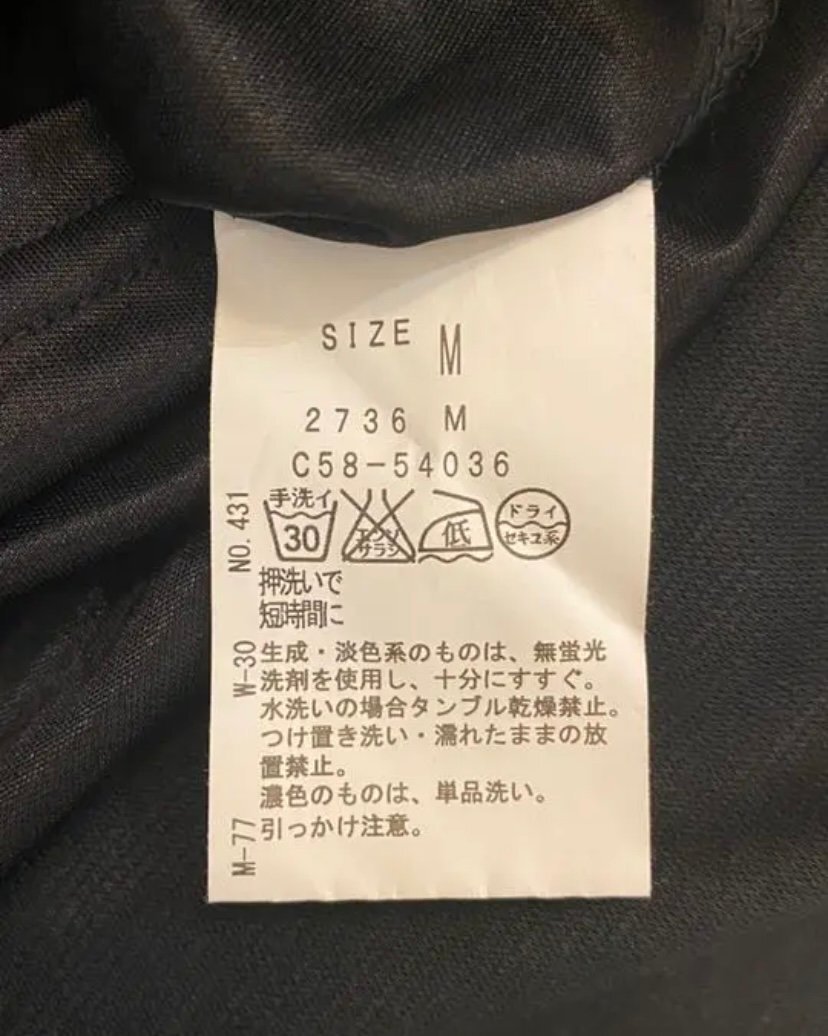 SIZE M
2736 M
C58-54036
手洗イ
30
エンソ
サラシ
低
ドライ
セキユ系
押洗いで
短時間に
生成・淡色系のものは、無蛍光
洗剤を使用し、十分にすすぐ。
水洗いの場合タンブル乾燥禁止。
つけ置き洗い・濡れたままの放
置禁止。
濃色のものは、単品洗い。
引っかけ注意。
NO. 431
W-30
M-77